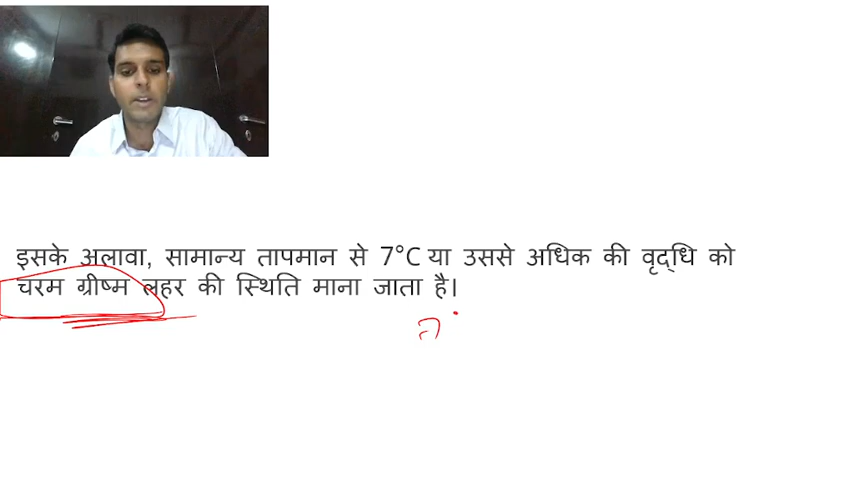 इसके अलावा, सामान्य तापमान से 7°C या उससे अधिक की वृद्धि को
चरम ग्रीष्म लहर की स्थिति माना जाता है।